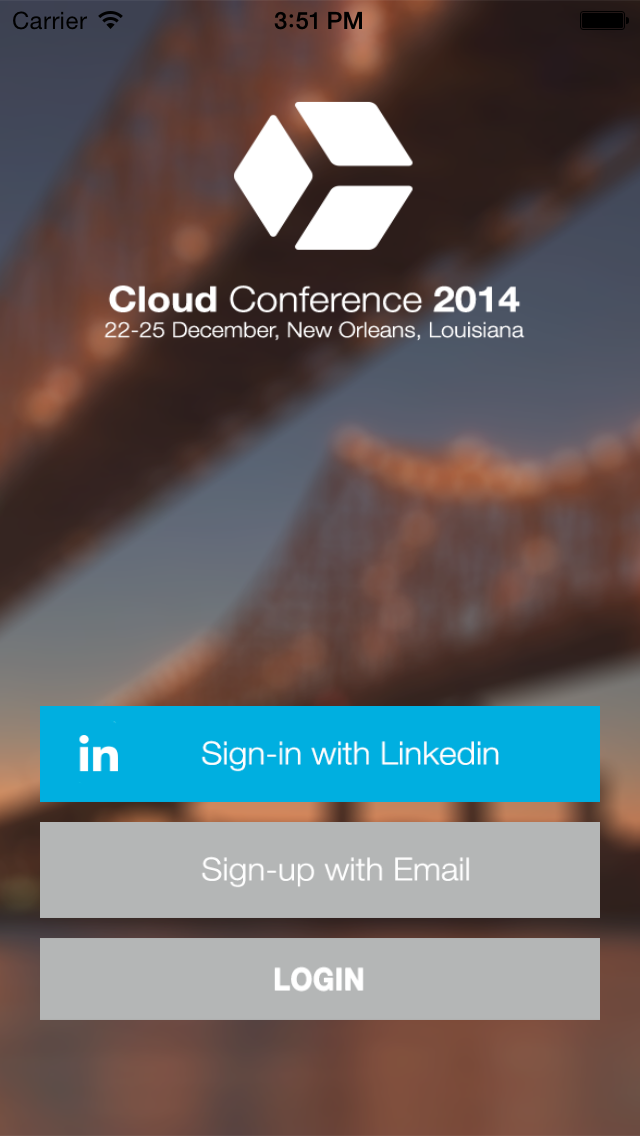 Carrier 3:51 PM
Cloud Conference 2014
22-25 December, New Orleans, Louisiana
in Sign-in with Linkedin
Sign-up with Email
LOGIN